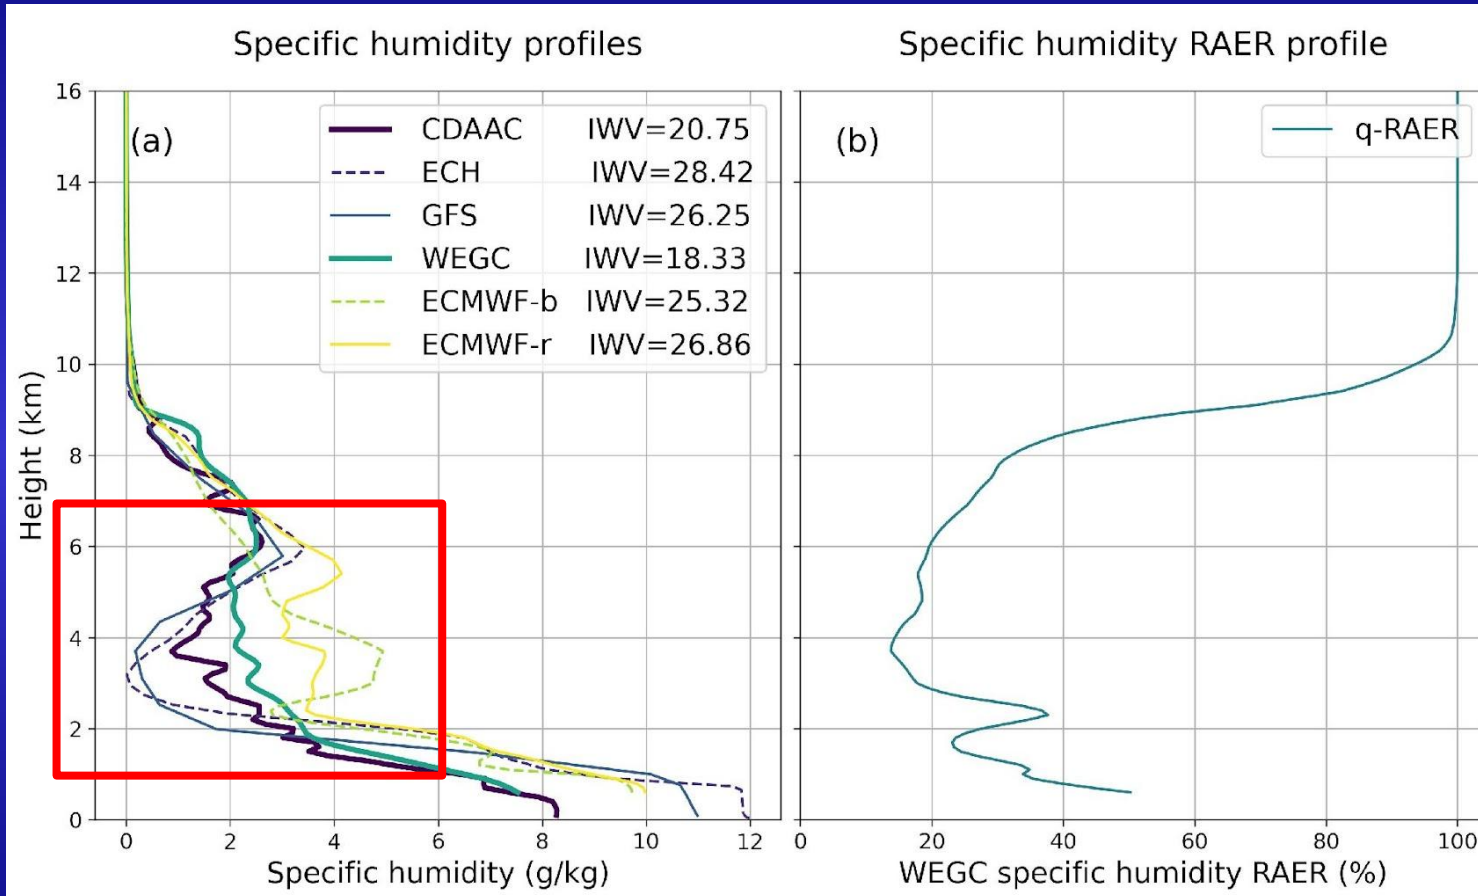 Specific humidity profiles
Specific humidity RAER profile
(a)
CDAAC IWV=20.75
ECH IWV=28.42
GFS IWV=26.25
WEGC IWV=18.33
ECMWF-b IWV=25.32
ECMWF-r IWV=26.86
(b)
q-RAER
16
14
12
10
8
6
4
2
0
Height (km)
0 2 4 6 8 10 12
Specific humidity (g/kg)
0 20 40 60 80 100
WEGC specific humidity RAER (%)